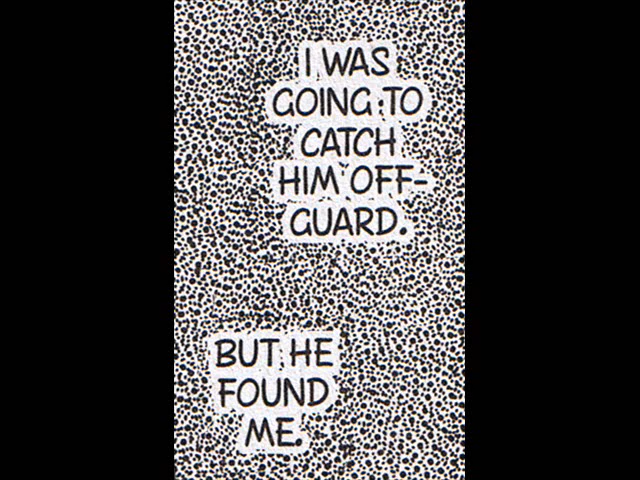 I WAS
GOING TO
CATCH
HIM OFF-
GUARD.
BUT HE
FOUND
ME.